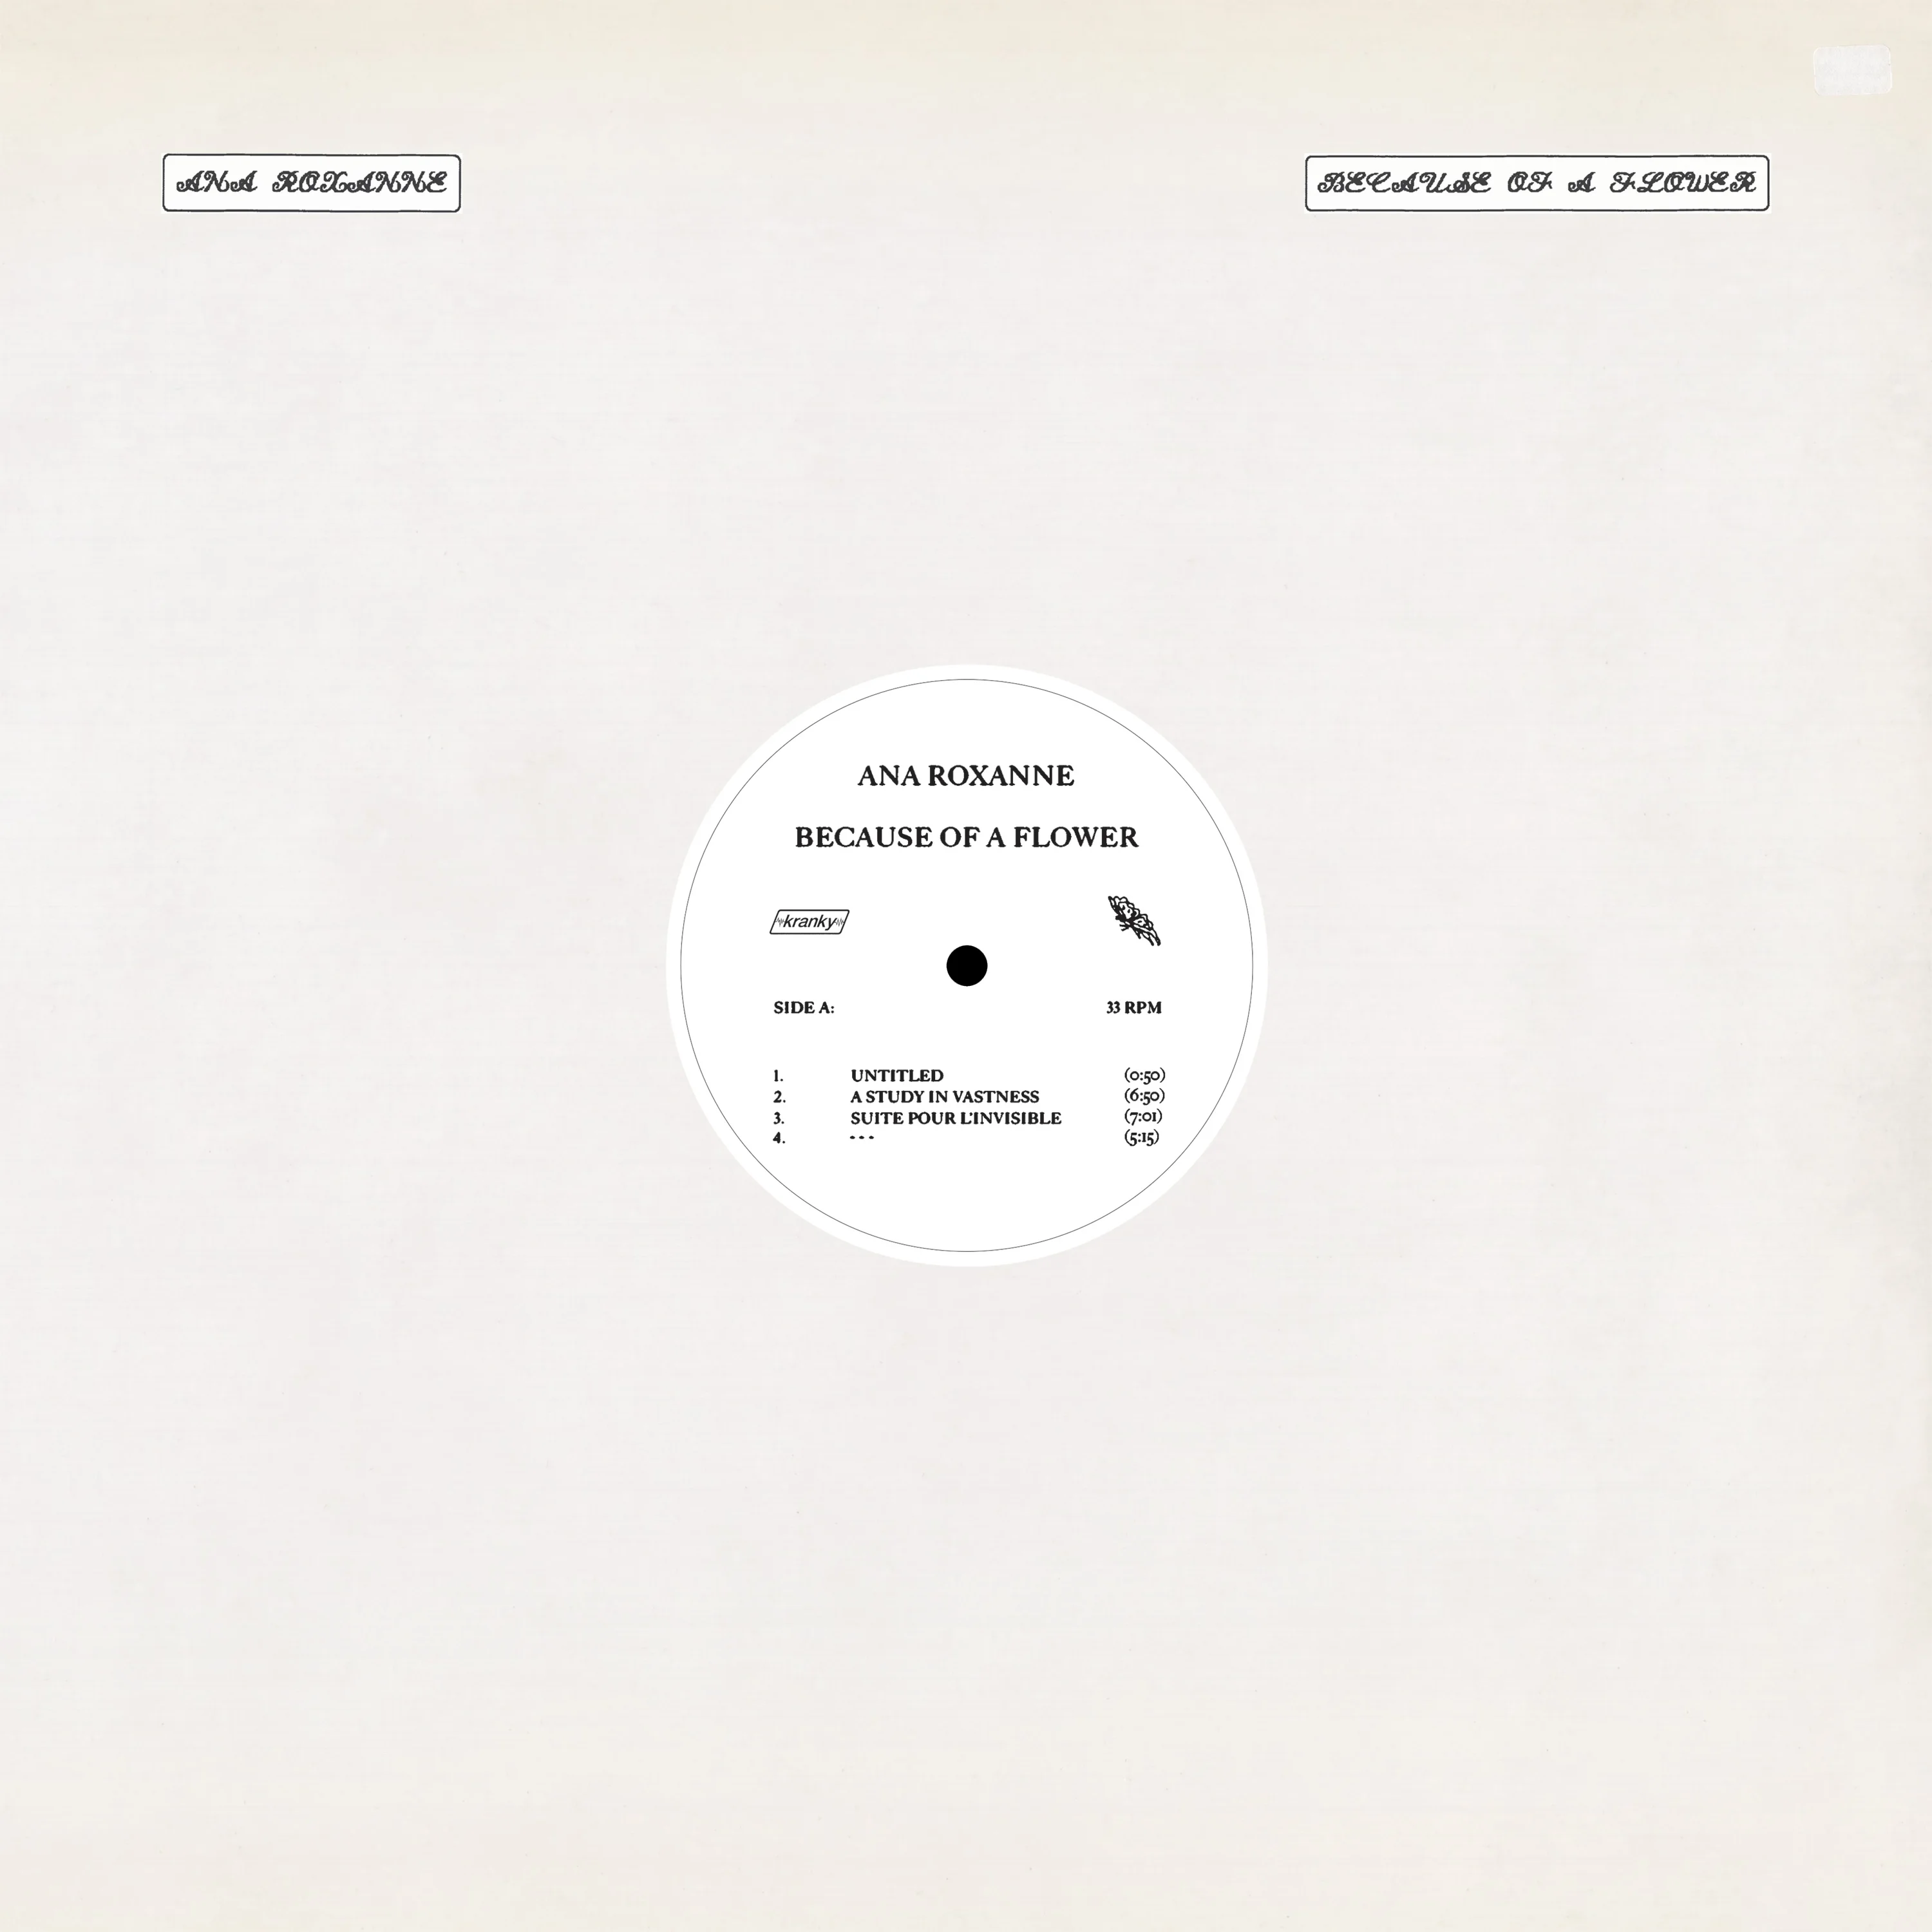 ANA ROXANNE
BECAUSE OF A FLOWER
ANA ROXANNE
BECAUSE OF A FLOWER
kranky
SIDE A: 33 RPM
1. UNTITLED (0:50)
2. A STUDY IN VASTNESS (6:50)
3. SUITE POUR L'INVISIBLE (7:01)
4. - - - (5:15)